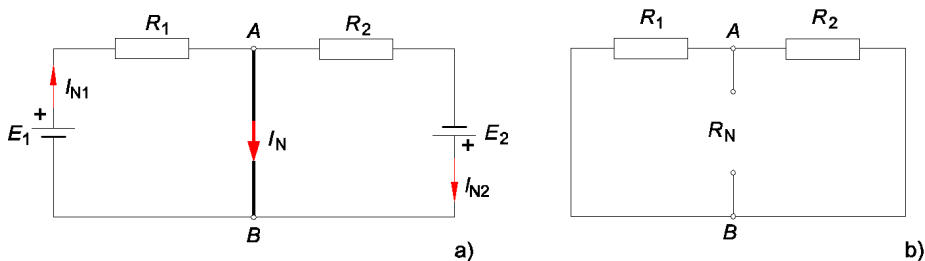 R1 A R2
IN1
+
E1
IN
E2
+
IN2
B
a)
R1 A R2
RN
B
b)